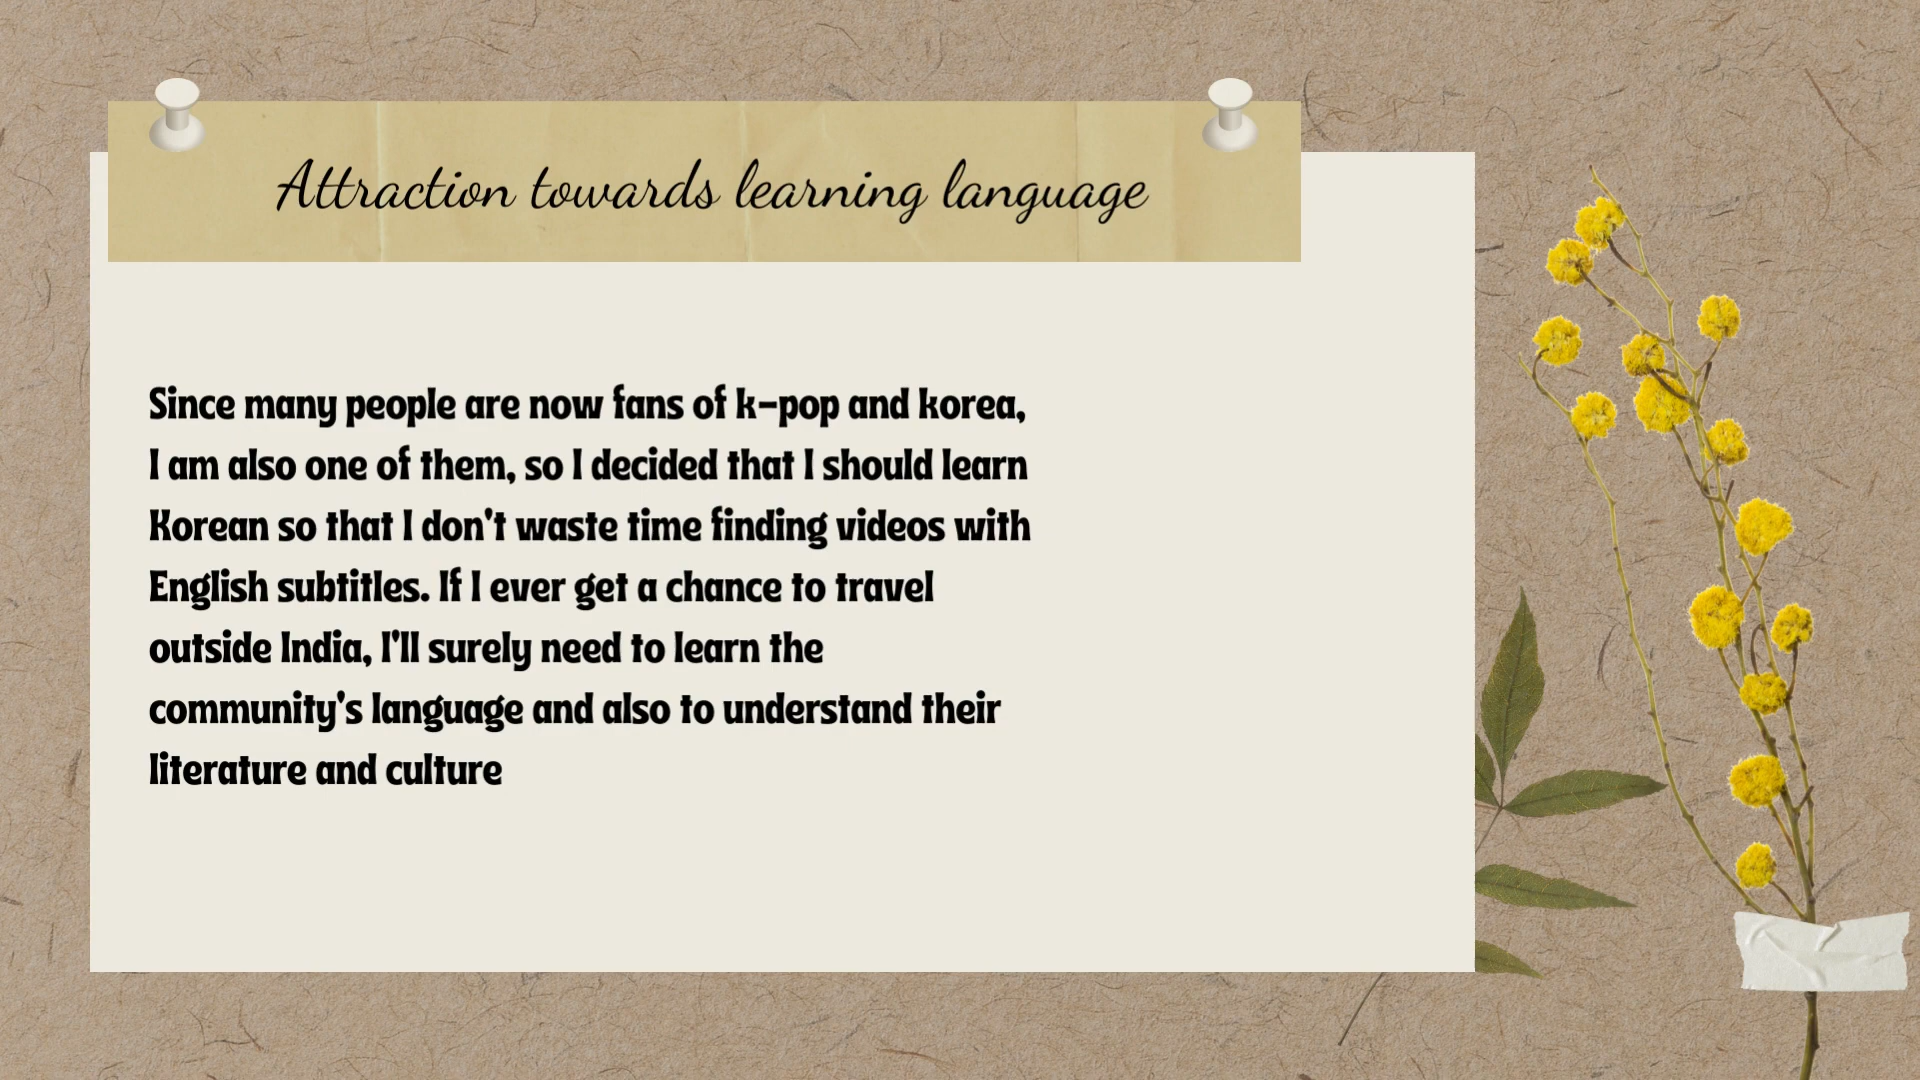 Attraction towards learning language
Since many people are now fans of k-pop and korea,
I am also one of them, so I decided that I should learn
Korean so that I don't waste time finding videos with
English subtitles. If I ever get a chance to travel
outside India, I'll surely need to learn the
community's language and also to understand their
literature and culture